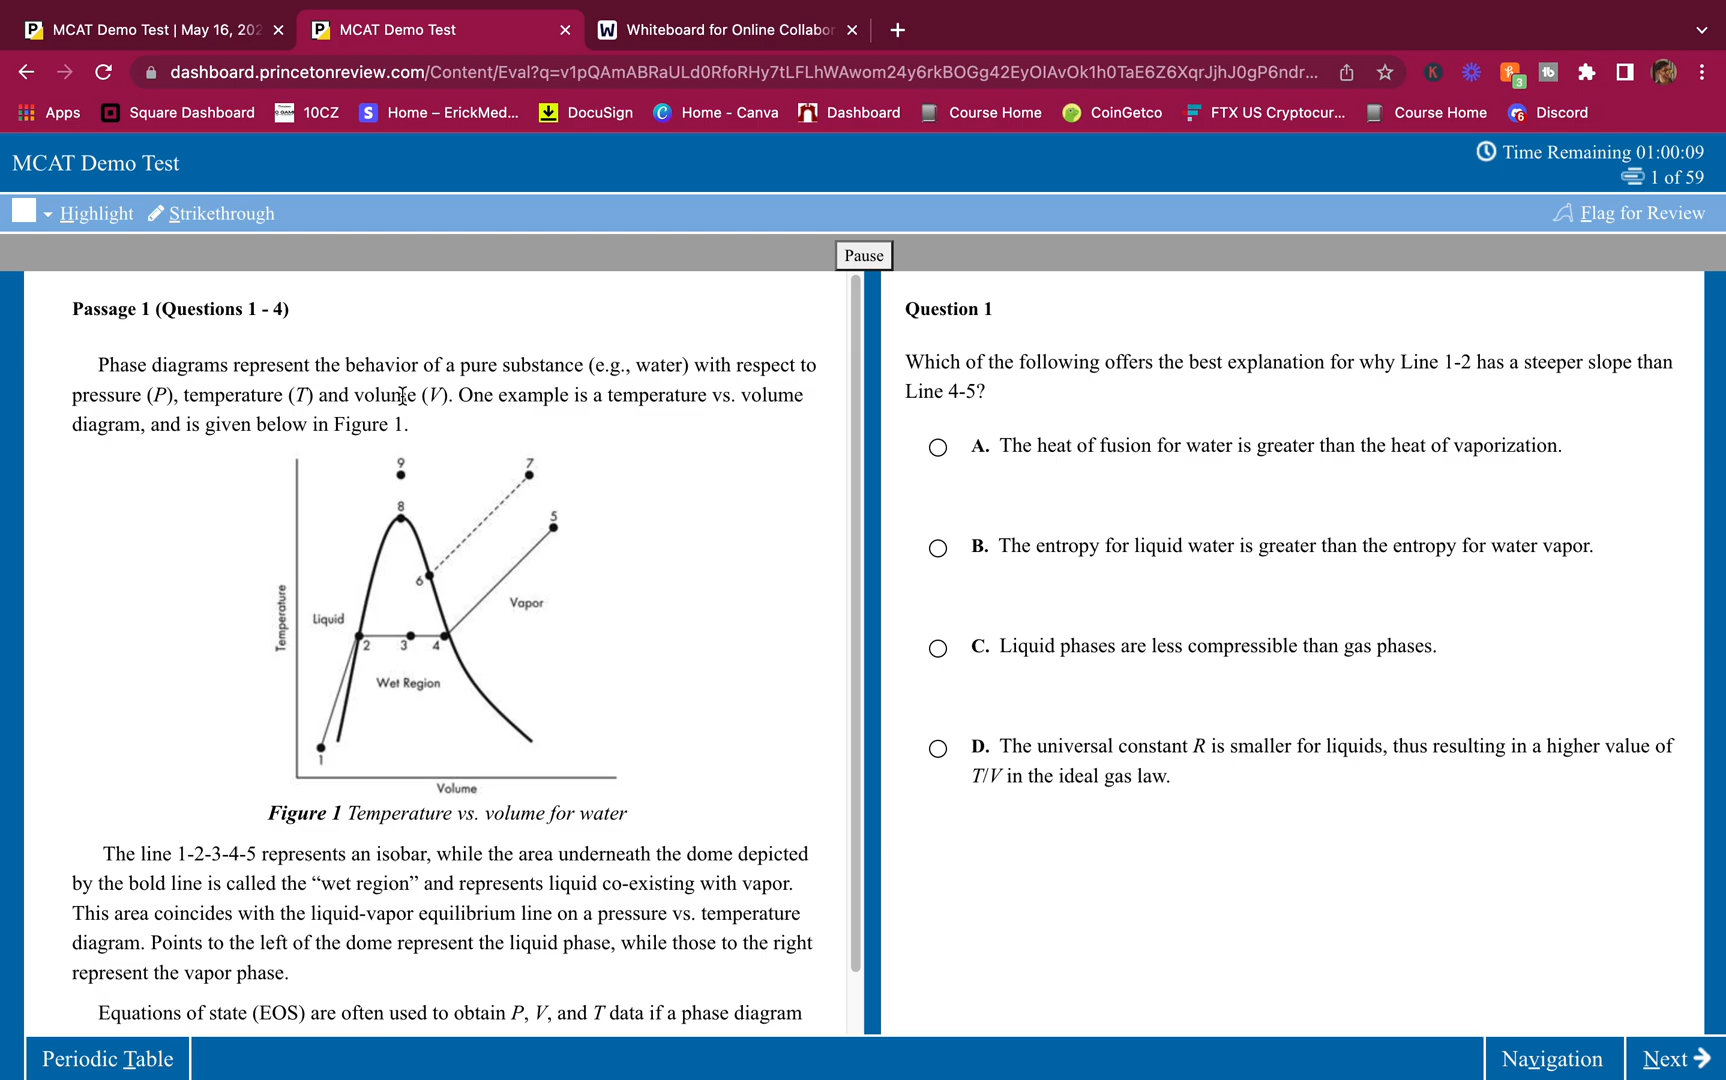 MCAT Demo Test | May 16, 202
MCAT Demo Test
Whiteboard for Online Collabor
dashboard.princetonreview.com/Content/Eval?q=v1pQAmABRaULd0RfoRHy7tLFLhWAwom24y6rkBOGg42EyOIAvOk1h0TaE6Z6XqrJjhJ0gP6ndr...
Apps
Square Dashboard
10CZ
Home – ErickMed...
DocuSign
Home - Canva
Dashboard
Course Home
CoinGetco
FTX US Cryptocur...
Course Home
Discord
MCAT Demo Test
Time Remaining 01:00:09
1 of 59
Highlight
Strikethrough
Flag for Review
Pause
Passage 1 (Questions 1 - 4)
Phase diagrams represent the behavior of a pure substance (e.g., water) with respect to
pressure (P), temperature (T) and volume (V). One example is a temperature vs. volume
diagram, and is given below in Figure 1.
9
7
8
5
6
Vapor
Liquid
2
3
4
Wet Region
1
Temperature
Volume
Figure 1 Temperature vs. volume for water
The line 1-2-3-4-5 represents an isobar, while the area underneath the dome depicted
by the bold line is called the “wet region” and represents liquid co-existing with vapor.
This area coincides with the liquid-vapor equilibrium line on a pressure vs. temperature
diagram. Points to the left of the dome represent the liquid phase, while those to the right
represent the vapor phase.
Equations of state (EOS) are often used to obtain P, V, and T data if a phase diagram
Question 1
Which of the following offers the best explanation for why Line 1-2 has a steeper slope than
Line 4-5?
A. The heat of fusion for water is greater than the heat of vaporization.
B. The entropy for liquid water is greater than the entropy for water vapor.
C. Liquid phases are less compressible than gas phases.
D. The universal constant R is smaller for liquids, thus resulting in a higher value of
T/V in the ideal gas law.
Periodic Table
Navigation
Next